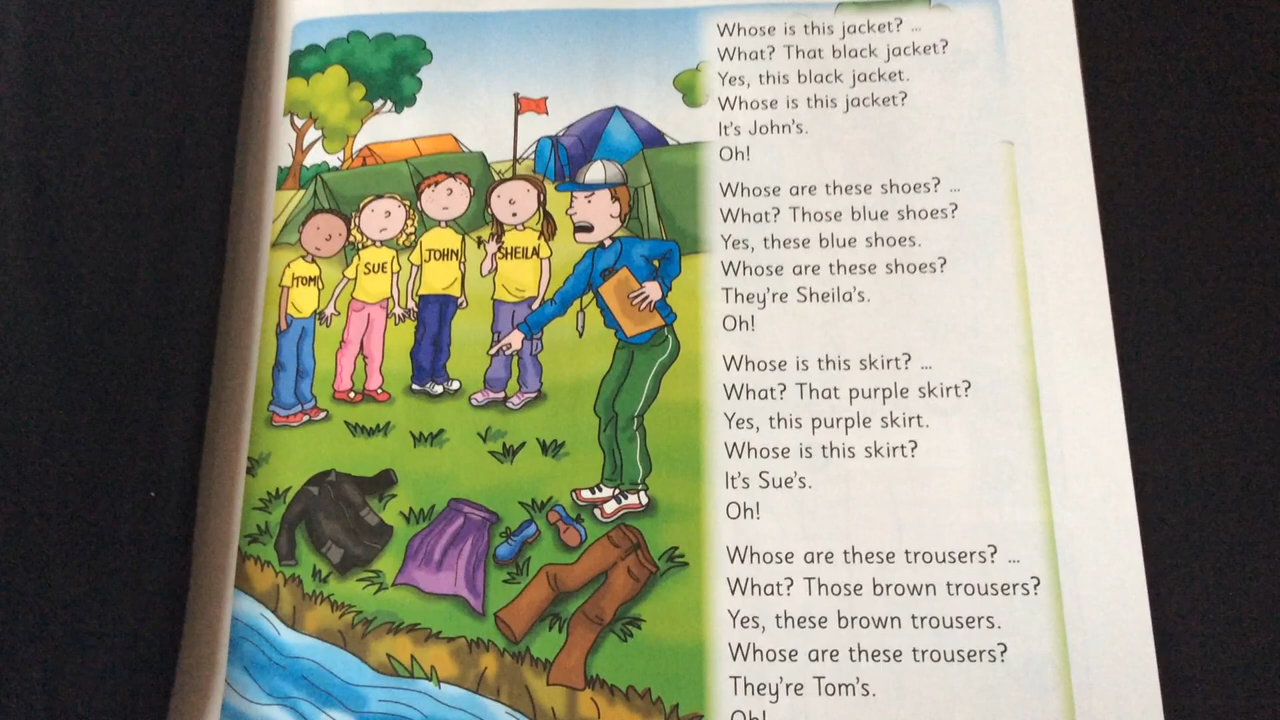 TOM
SUE
JOHN
SHEILA
Whose is this jacket? ...
What? That black jacket?
Yes, this black jacket.
Whose is this jacket?
It's John's.
Oh!
Whose are these shoes? ...
What? Those blue shoes?
Yes, these blue shoes.
Whose are these shoes?
They're Sheila's.
Oh!
Whose is this skirt? ...
What? That purple skirt?
Yes, this purple skirt.
Whose is this skirt?
It's Sue's.
Oh!
Whose are these trousers? ...
What? Those brown trousers?
Yes, these brown trousers.
Whose are these trousers?
They're Tom's.
Oh!